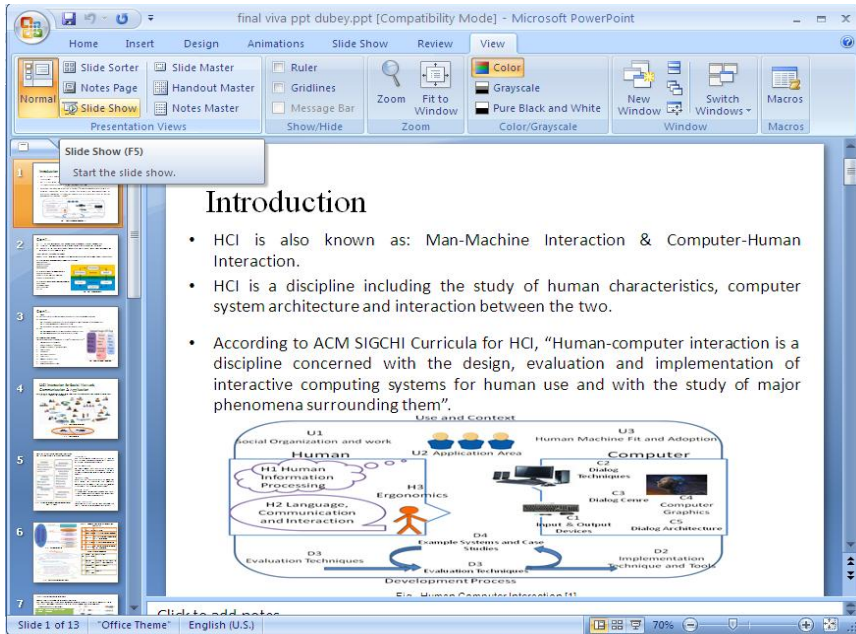 final viva ppt dubey.ppt [Compatibility Mode] - Microsoft PowerPoint
Home Insert Design Animations Slide Show Review View
Normal
Slide Sorter
Notes Page
Slide Show
Slide Master
Handout Master
Notes Master
Presentation Views
Ruler
Gridlines
Message Bar
Show/Hide
Zoom
Fit to
Window
Zoom
Color
Grayscale
Pure Black and White
Color/Grayscale
New
Window
Switch
Windows
Window
Macros
Macros
Slide Show (F5)
Start the slide show.
1
2
3
4
5
6
7
Introduction
• HCI is also known as: Man-Machine Interaction & Computer-Human
Interaction.
• HCI is a discipline including the study of human characteristics, computer
system architecture and interaction between the two.
• According to ACM SIGCHI Curricula for HCI, “Human-computer interaction is a
discipline concerned with the design, evaluation and implementation of
interactive computing systems for human use and with the study of major
phenomena surrounding them”.
Use and Context
U1
Social Organization and work
U2 Application Area
U3
Human Machine Fit and Adoption
Human
Computer
H1 Human
Information
Processing
H2 Language,
Communication
and Interaction
H3
Ergonomics
C2
Dialog
Techniques
C3
Dialog Genre
C4
Computer
Graphics
C1
Input & Output
Devices
C5
Dialog Architecture
D4
Example Systems and Case
Studies
D3
Evaluation Techniques
D3
Evaluation Techniques
D2
Implementation
Technique and Tools
Development Process
Fig. Human Computer Interaction [1]
Click to add notes
Slide 1 of 13 "Office Theme" English (U.S.) 70%